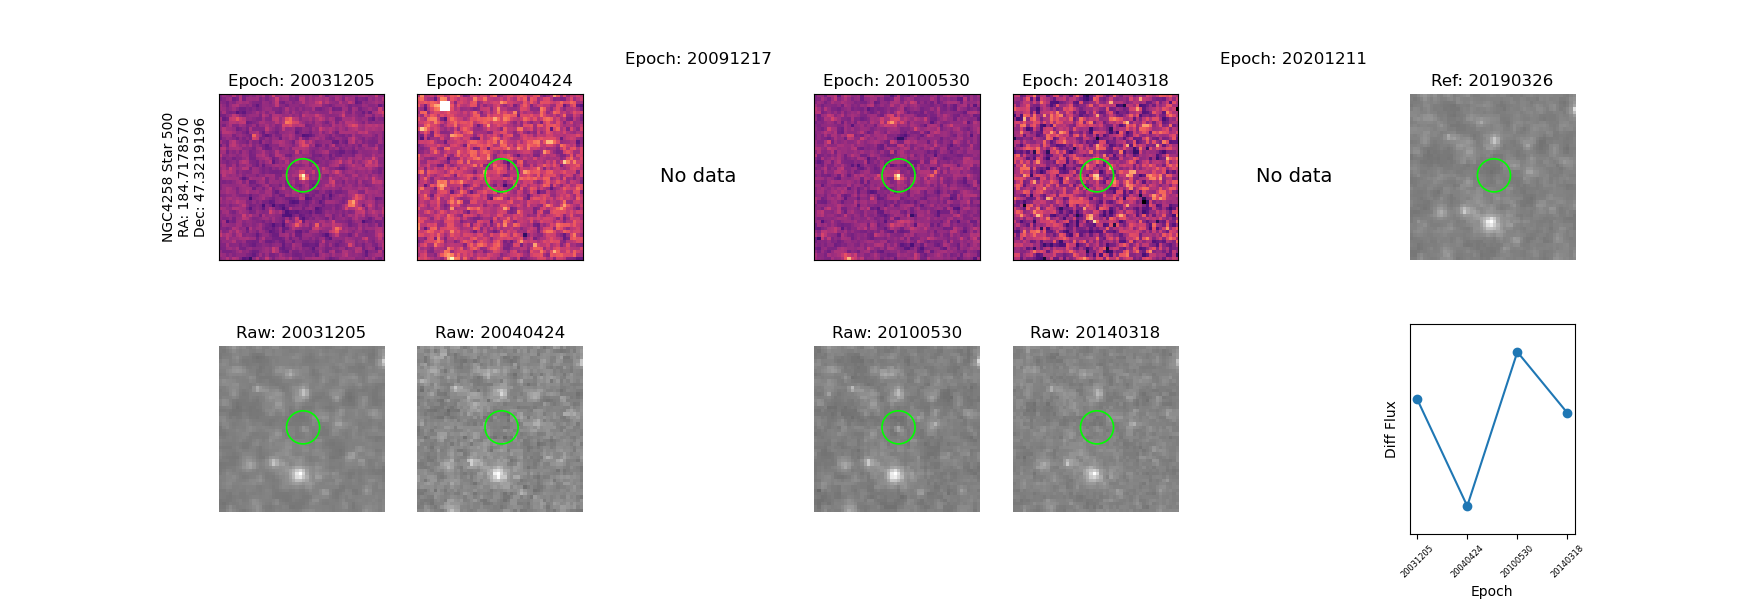 Epoch: 20091217
Epoch: 20201211
Epoch: 20031205
Epoch: 20040424
Epoch: 20100530
Epoch: 20140318
Ref: 20190326
NGC4258 Star 500
RA: 184.7178570
Dec: 47.3219196
No data
No data
Raw: 20031205
Raw: 20040424
Raw: 20100530
Raw: 20140318
Diff Flux
20031205
20040424
20100530
20140318
Epoch